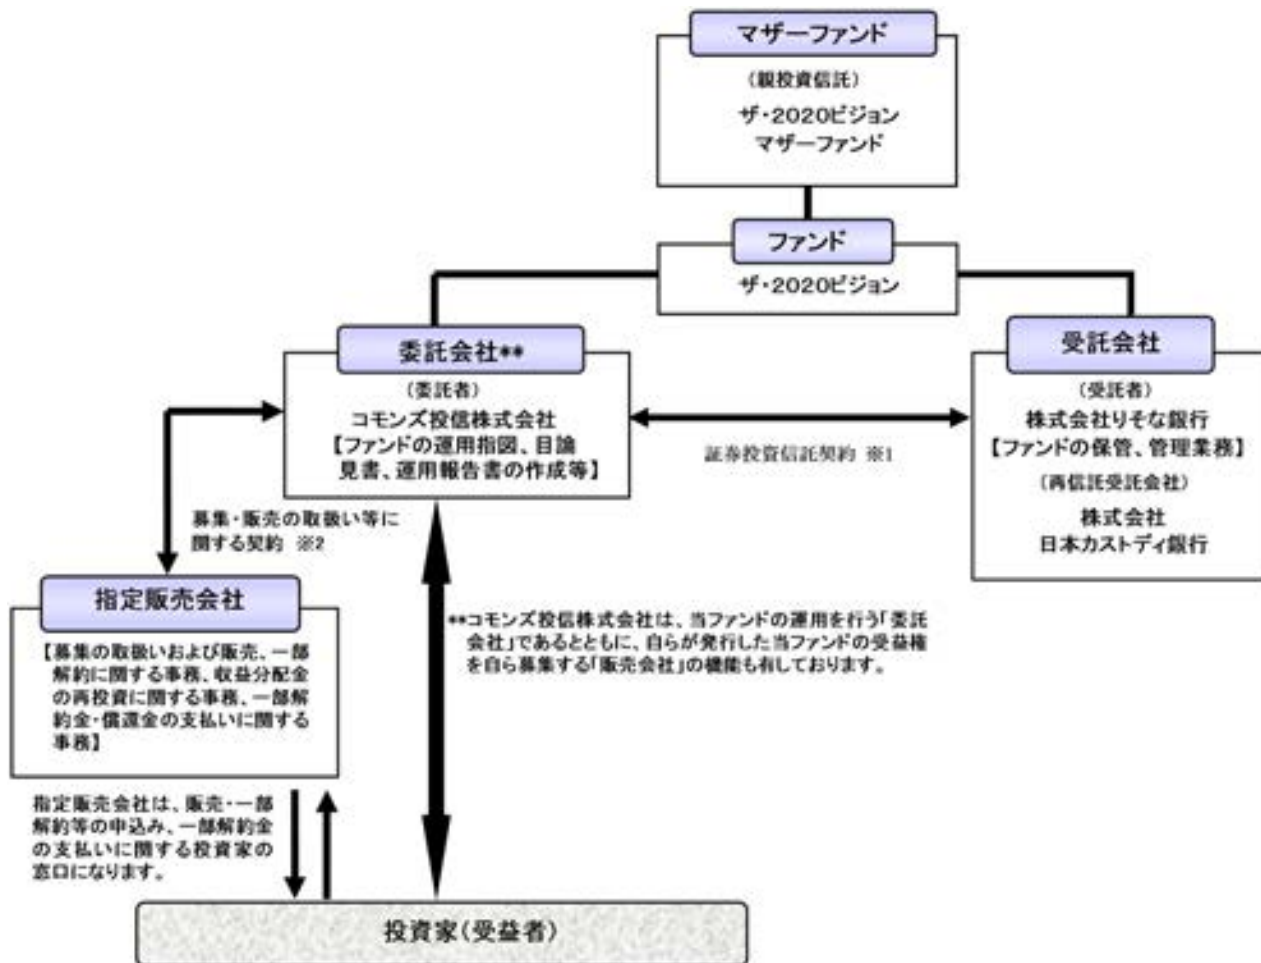 マザーファンド
(親投資信託)
ザ・2020ビジョン
マザーファンド
ファンド
ザ・2020ビジョン
委託会社**
(委託者)
コモンズ投信株式会社
【ファンドの運用指図、目論
見書、運用報告書の作成等】
受託会社
(受託者)
株式会社りそな銀行
【ファンドの保管、管理業務】
(再信託受託会社)
株式会社
日本カストディ銀行
証券投資信託契約 ※1
募集・販売の取扱い等に
関する契約 ※2
指定販売会社
【募集の取扱いおよび販売、一部
解約に関する事務、収益分配金
の再投資に関する事務、一部解
約金・償還金の支払いに関する
事務】
**コモンズ投信株式会社は、当ファンドの運用を行う「委託
会社」であるとともに、自らが発行した当ファンドの受益権
を自ら募集する「販売会社」の機能も有しております。
指定販売会社は、販売・一部
解約等の申込み、一部解約金
の支払いに関する投資家の
窓口になります。
投資家(受益者)